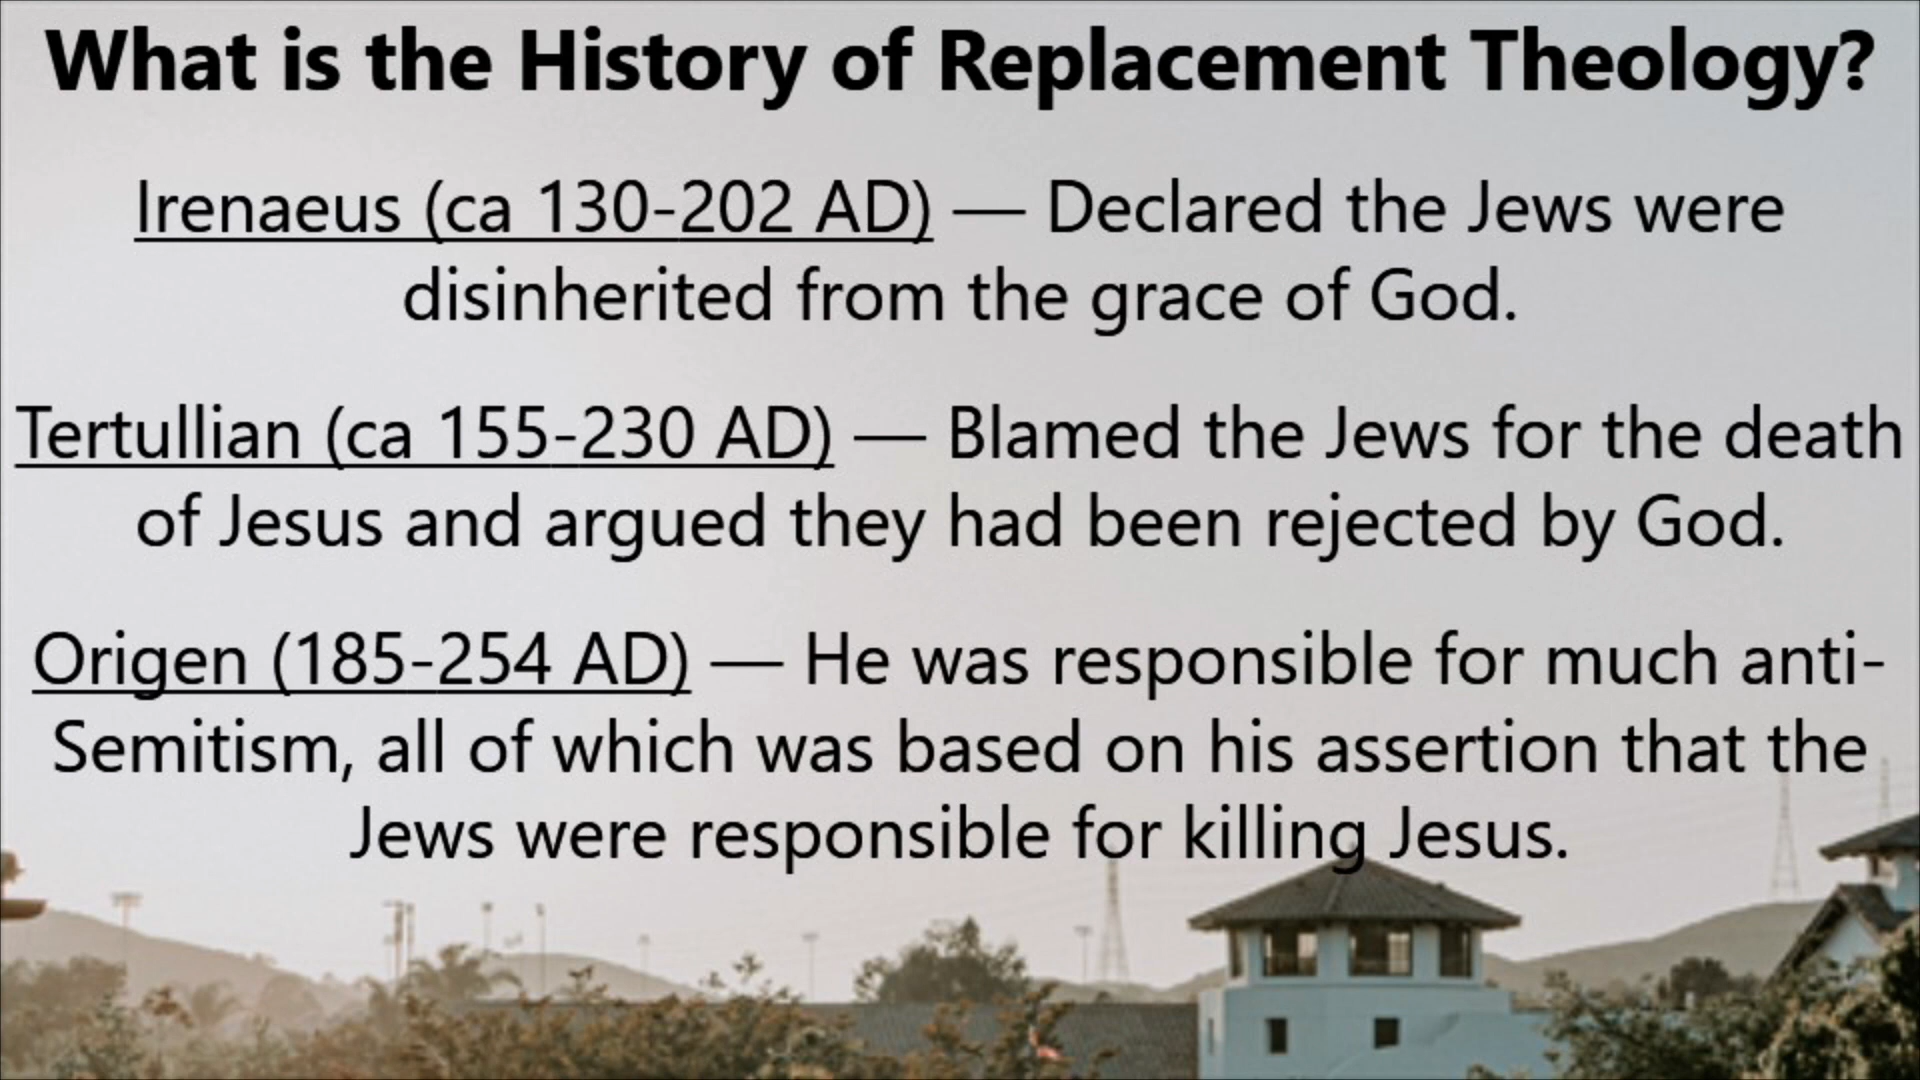 What is the History of Replacement Theology?
Irenaeus (ca 130-202 AD) — Declared the Jews were
disinherited from the grace of God.
Tertullian (ca 155-230 AD) — Blamed the Jews for the death
of Jesus and argued they had been rejected by God.
Origen (185-254 AD) — He was responsible for much anti-
Semitism, all of which was based on his assertion that the
Jews were responsible for killing Jesus.